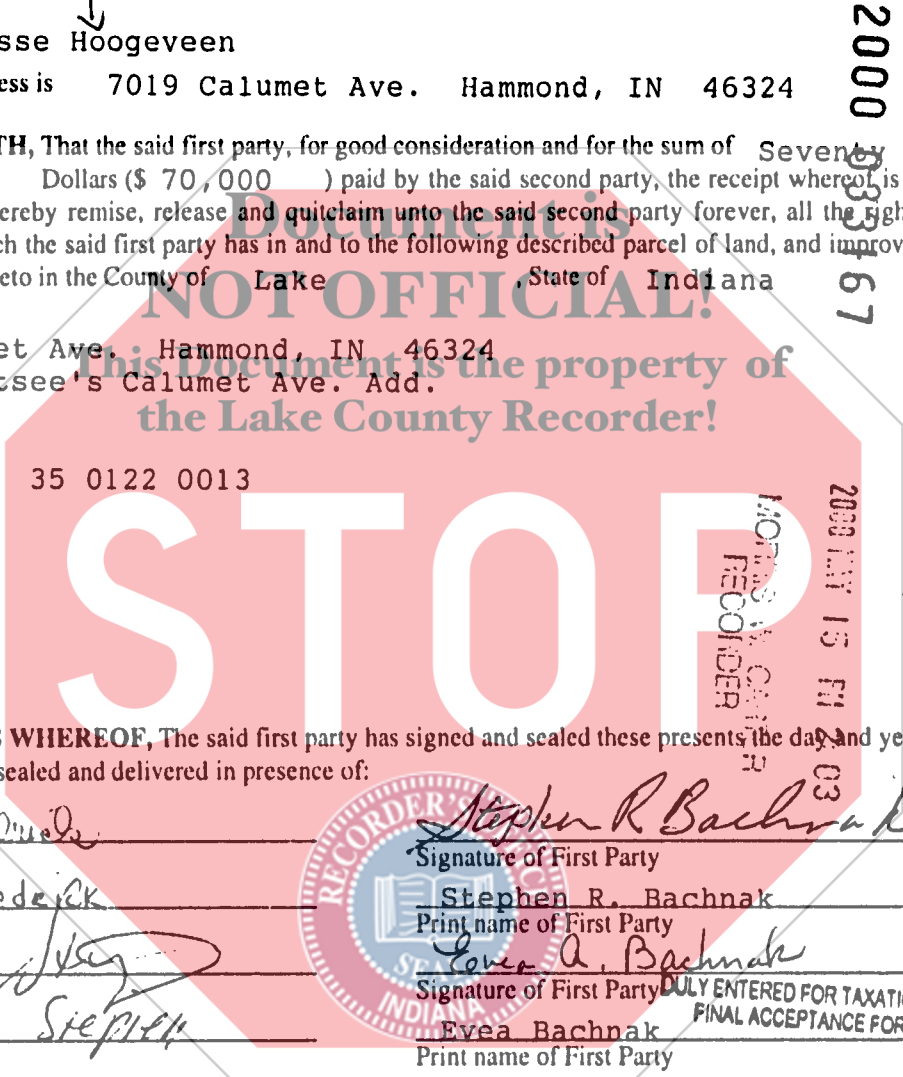 sse Hoogeveen
ess is 7019 Calumet Ave. Hammond, IN 46324
TH, That the said first party, for good consideration and for the sum of Seventy
Dollars ($ 70,000 ) paid by the said second party, the receipt whereof is
ereby remise, release and quitclaim unto the said second party forever, all the righ
ch the said first party has in and to the following described parcel of land, and improv
eto in the County of Lake , State of Indiana
et Ave. Hammond, IN 46324
tsee's Calumet Ave. Add.
35 0122 0013
Document is
NOT OFFICIAL!
This Document is the property of
the Lake County Recorder!
STOP
2000 033167
2000 MAY 15 2 03
RECORDER
S WHEREOF, The said first party has signed and sealed these presents the day and ye
sealed and delivered in presence of:
Stephen R Bachnak
Signature of First Party
Stephen R. Bachnak
Print name of First Party
Evea A. Bachnak
Signature of First Party
Evea Bachnak
Print name of First Party
DULY ENTERED FOR TAXATI
FINAL ACCEPTANCE FOR
RECORDER'S OFFICE
SEAL
INDIANA